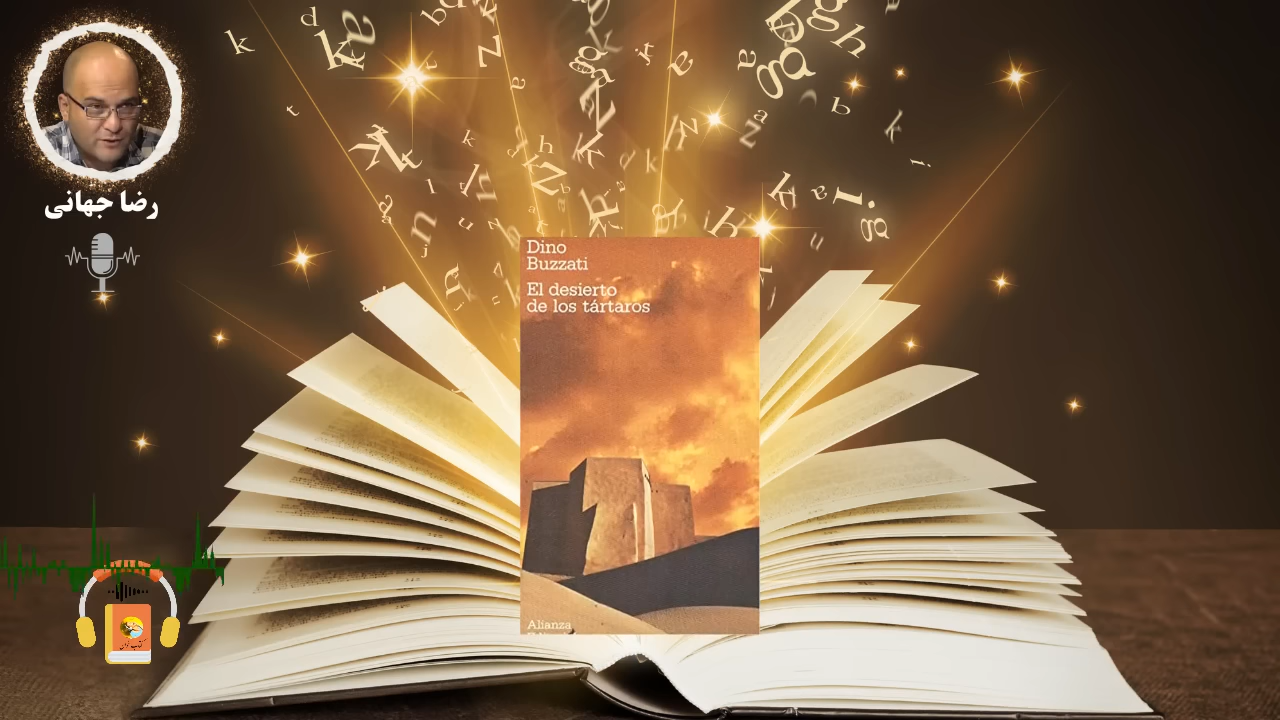 رضا جهانی
Dino
Buzzati
El desierto
de los tártaros
Alianza